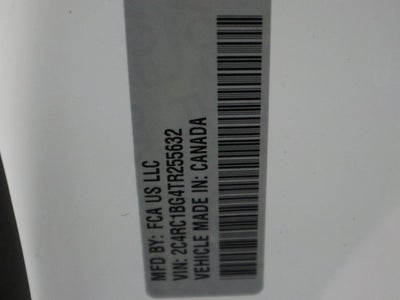 MFD BY: FCA US LLC
VIN: 2C4RC1BG4TR255632
VEHICLE MADE IN: CANADA